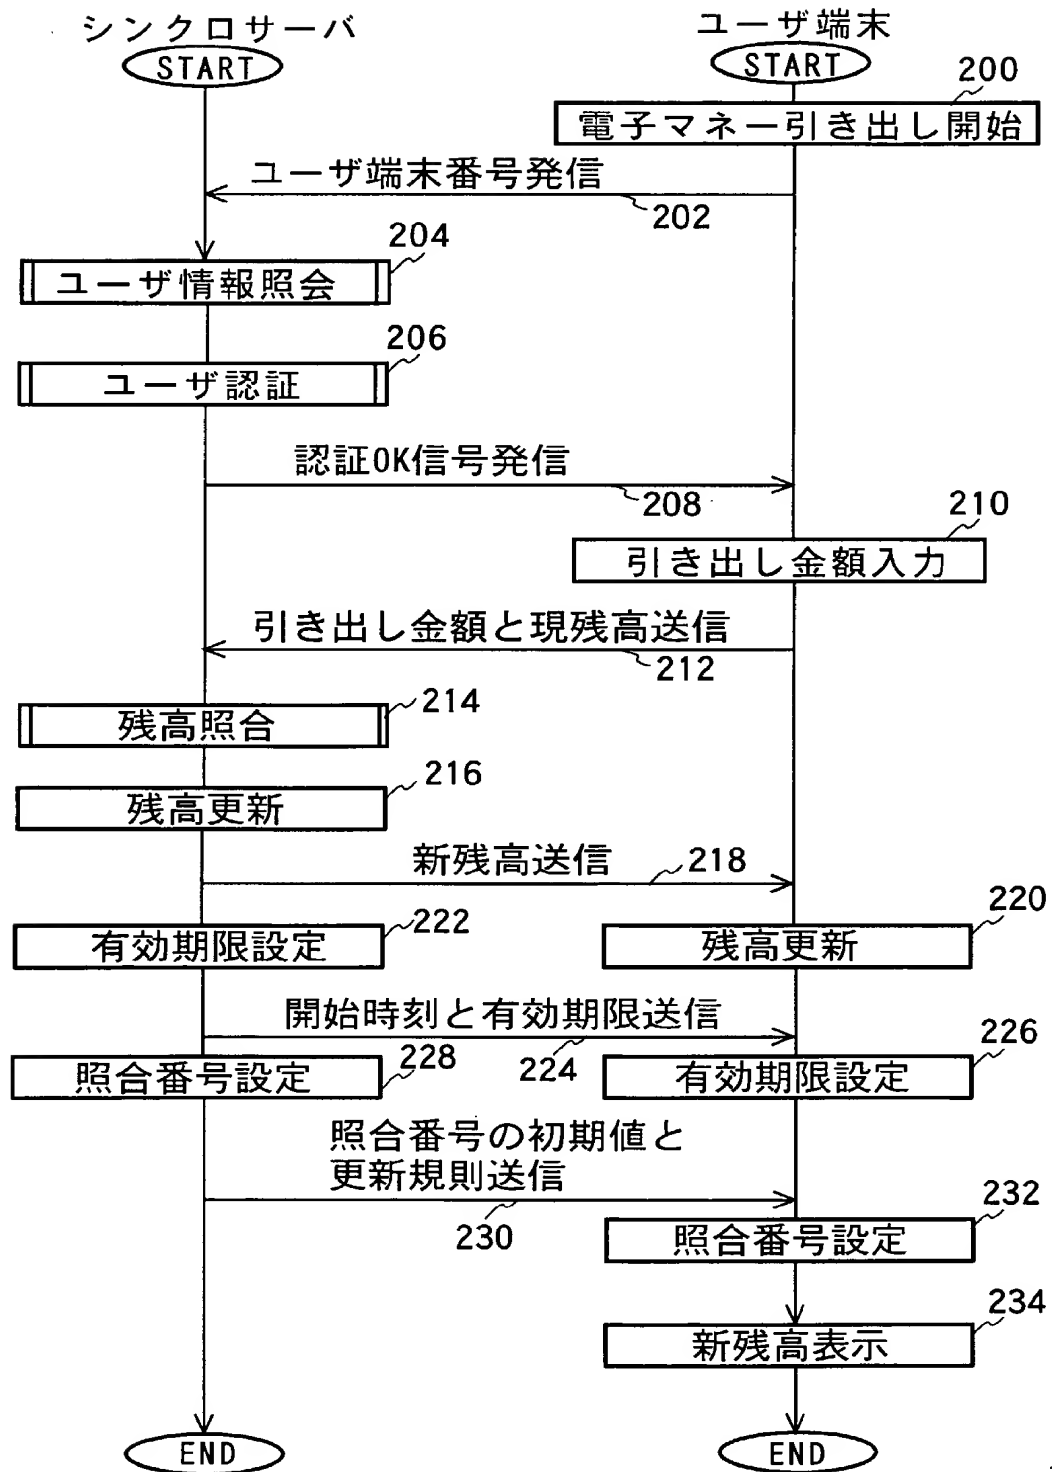 シンクロサーバ
ユーザ端末
START
START
200
電子マネー引き出し開始
ユーザ端末番号発信
202
204
ユーザ情報照会
206
ユーザ認証
認証OK信号発信
208
210
引き出し金額入力
引き出し金額と現残高送信
212
214
残高照合
216
残高更新
新残高送信
218
220
222
有効期限設定
残高更新
開始時刻と有効期限送信
224
226
228
照合番号設定
有効期限設定
照合番号の初期値と
更新規則送信
230
232
照合番号設定
234
新残高表示
END
END